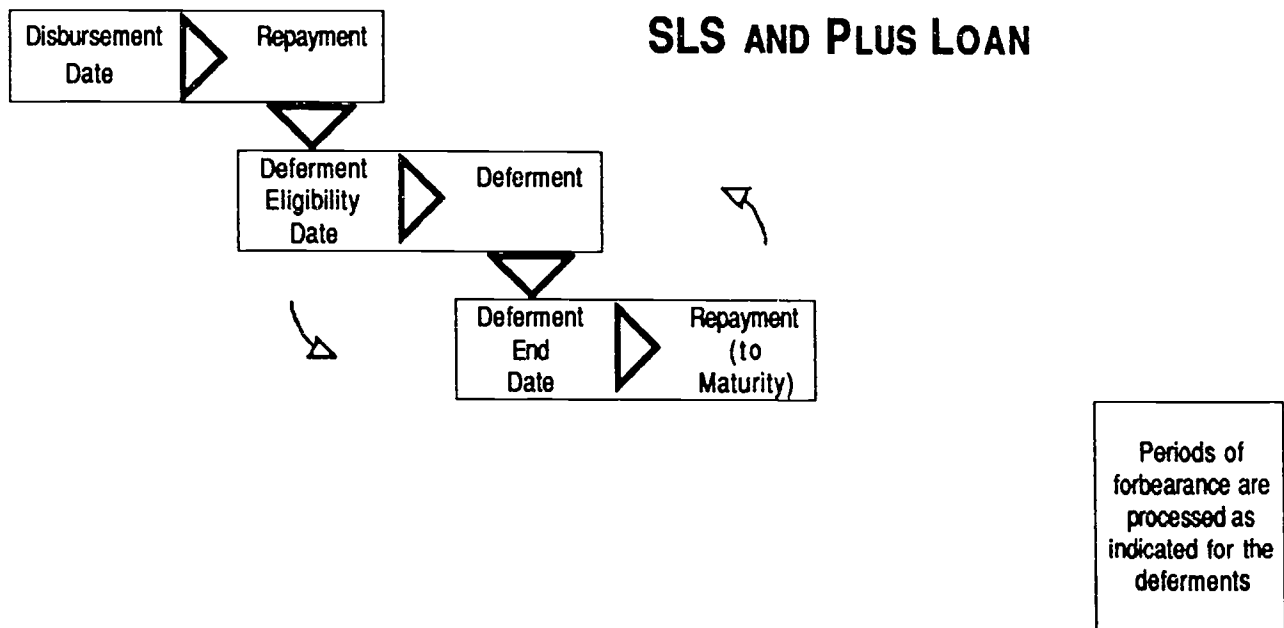 SLS AND PLUS LOAN
Disbursement
Date
Repayment
Deferment
Eligibility
Date
Deferment
Deferment
End
Date
Repayment
(to
Maturity)
Periods of
forbearance are
processed as
indicated for the
deferments